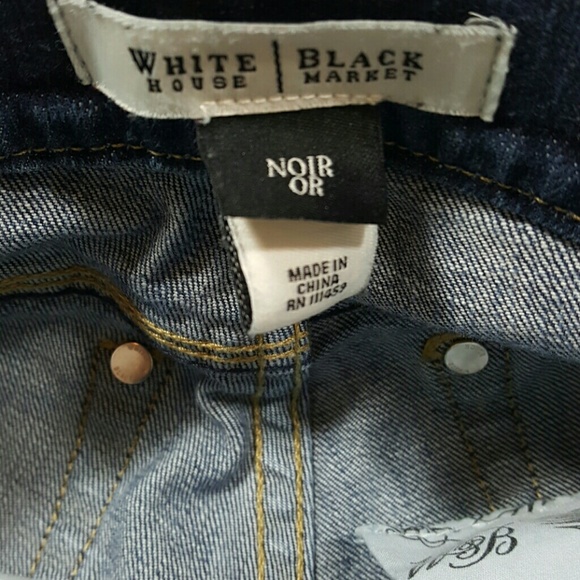 WHITE | BLACK
HOUSE | MARKET
NOIR
OR
MADE IN
CHINA
RN 111459